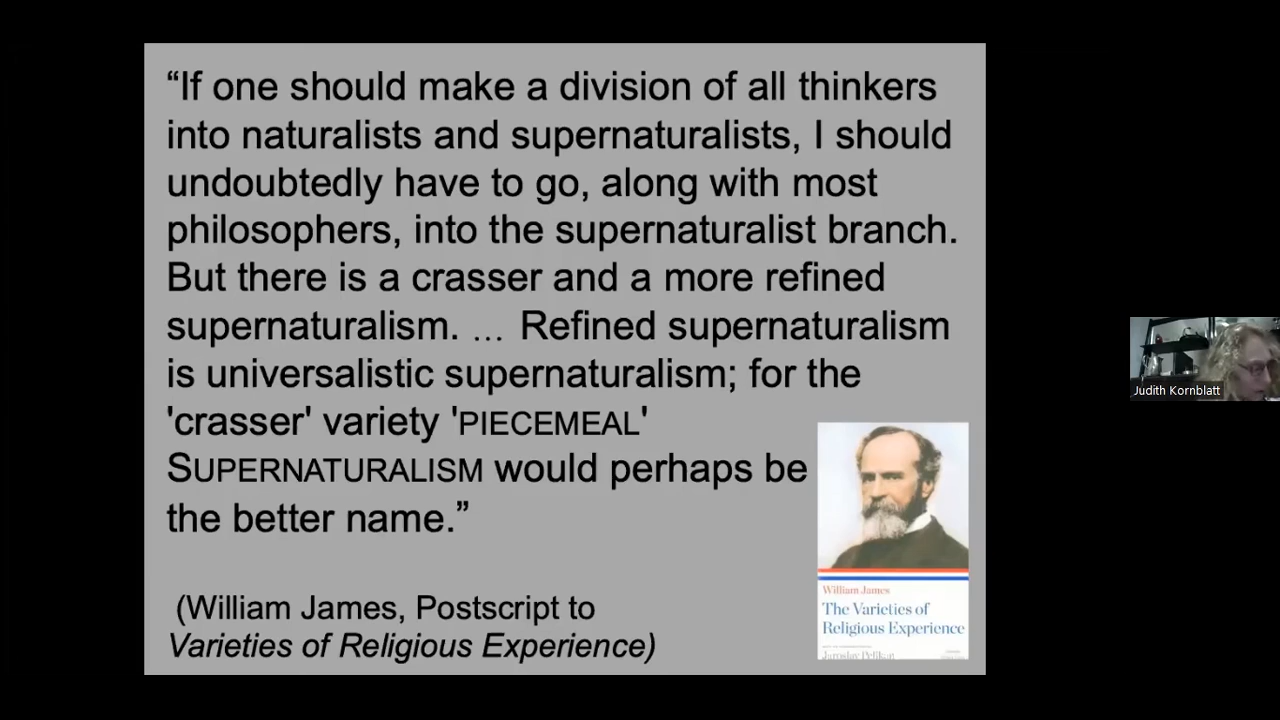 “If one should make a division of all thinkers
into naturalists and supernaturalists, I should
undoubtedly have to go, along with most
philosophers, into the supernaturalist branch.
But there is a crasser and a more refined
supernaturalism. … Refined supernaturalism
is universalistic supernaturalism; for the
'crasser' variety 'PIECEMEAL'
SUPERNATURALISM would perhaps be
the better name.”
(William James, Postscript to
Varieties of Religious Experience)
William James
The Varieties of
Religious Experience
Jaroslav Pelikan
Judith Kornblatt